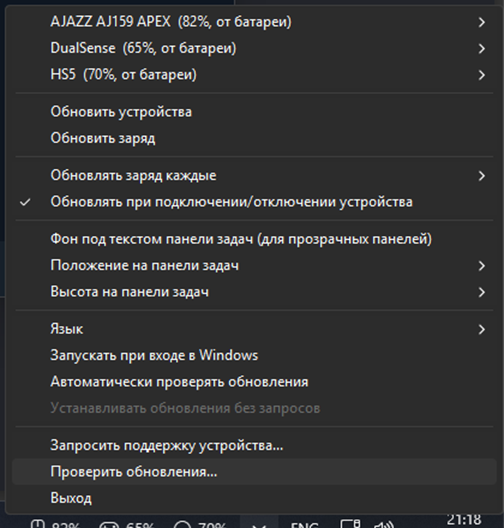 AJAZZ AJ159 APEX (82%, от батареи)
DualSense (65%, от батареи)
HS5 (70%, от батареи)
Обновить устройства
Обновить заряд
Обновлять заряд каждые
Обновлять при подключении/отключении устройства
Фон под текстом панели задач (для прозрачных панелей)
Положение на панели задач
Высота на панели задач
Язык
Запускать при входе в Windows
Автоматически проверять обновления
Устанавливать обновления без запросов
Запросить поддержку устройства...
Проверить обновления...
Выход
82% 65% 70% ENG 21:18